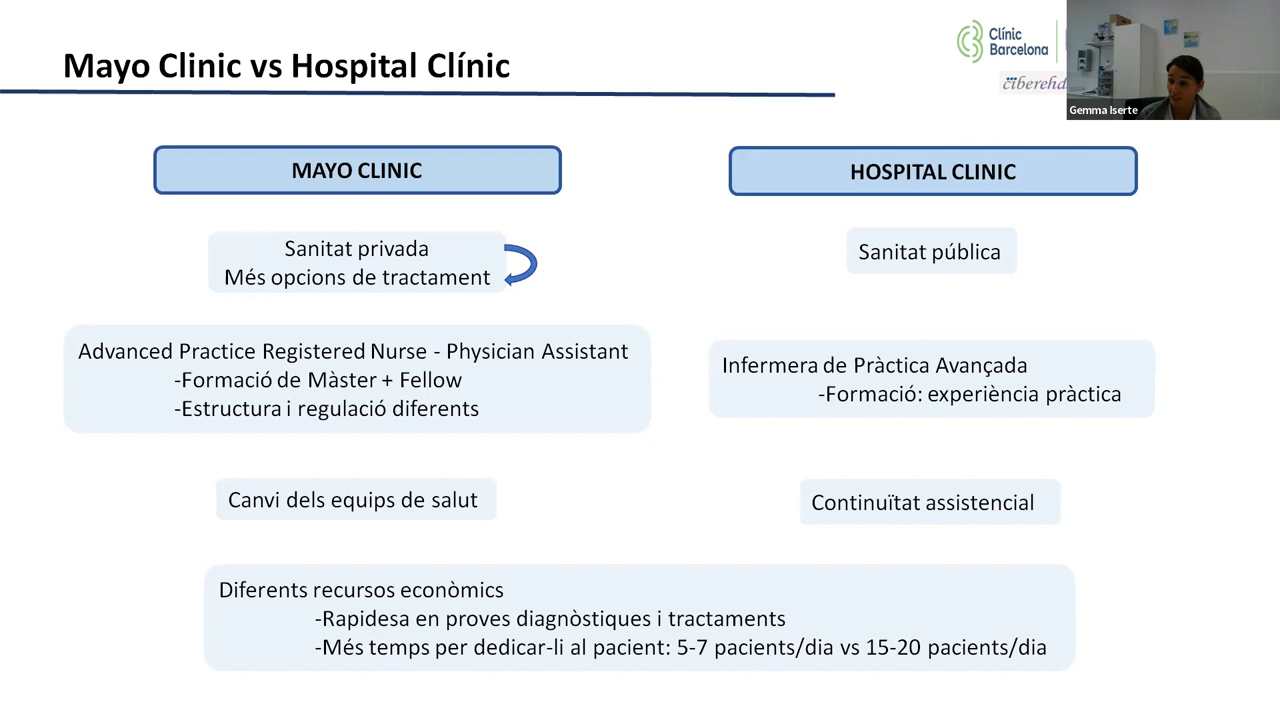 Mayo Clinic vs Hospital Clínic
Clínic
Barcelona
ciberehd
Gemma Iserte
MAYO CLINIC
HOSPITAL CLINIC
Sanitat privada
Més opcions de tractament
Sanitat pública
Advanced Practice Registered Nurse - Physician Assistant
-Formació de Màster + Fellow
-Estructura i regulació diferents
Infermera de Pràctica Avançada
-Formació: experiència pràctica
Canvi dels equips de salut
Continuïtat assistencial
Diferents recursos econòmics
-Rapidesa en proves diagnòstiques i tractaments
-Més temps per dedicar-li al pacient: 5-7 pacients/dia vs 15-20 pacients/dia